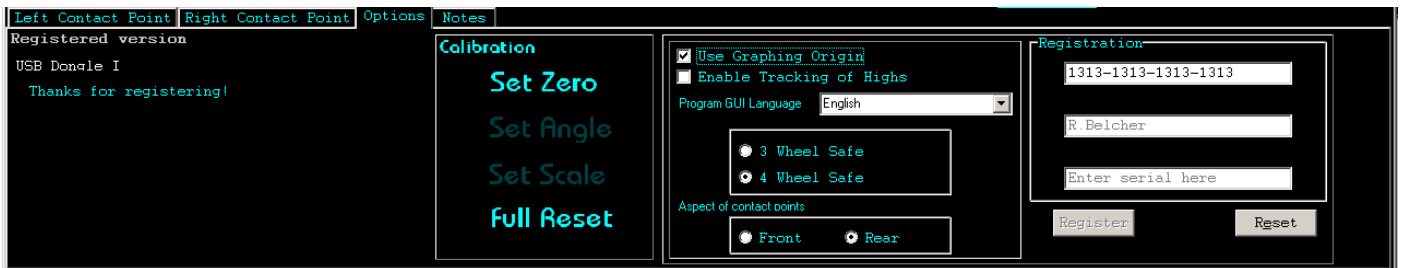 Left Contact Point Right Contact Point Options Notes
Registered version
USB Dongle I
Thanks for registering!
Calibration
Set Zero
Set Angle
Set Scale
Full Reset
Use Graphing Origin
Enable Tracking of Highs
Program GUI Language English
3 Wheel Safe
4 Wheel Safe
Aspect of contact points
Front Rear
Registration
1313-1313-1313-1313
R.Belcher
Enter serial here
Register Reset